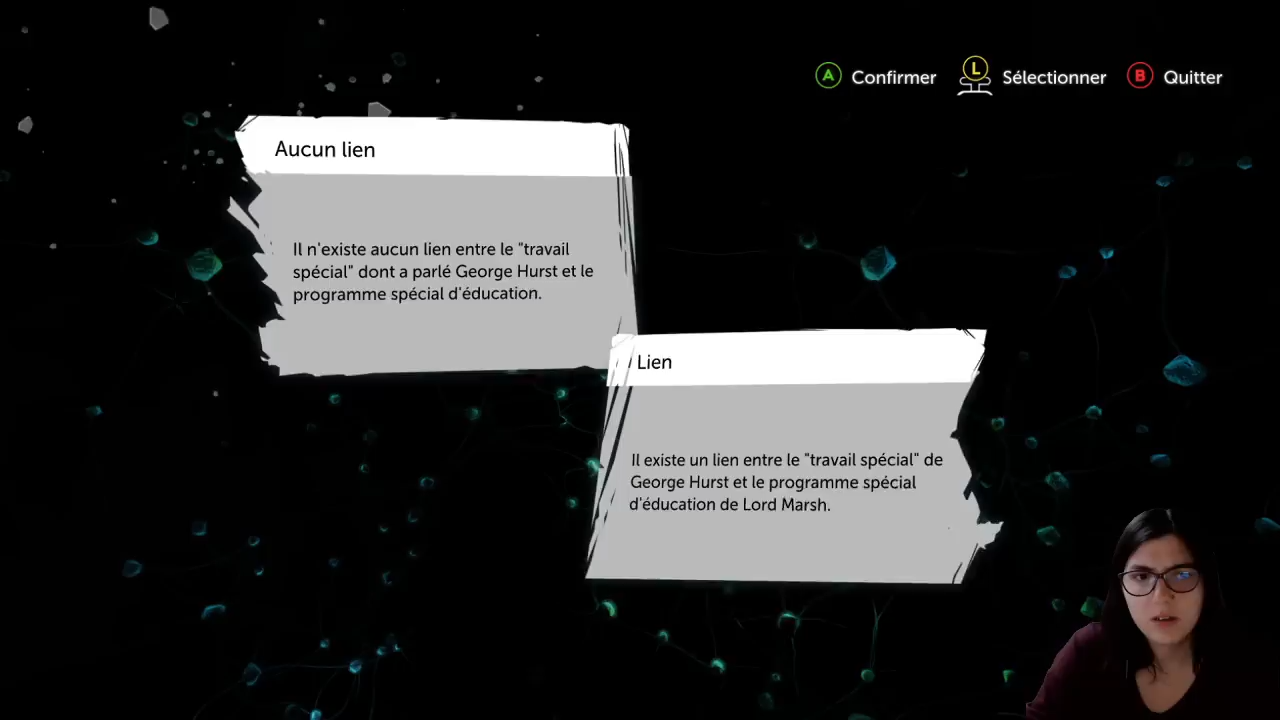 A Confirmer L Sélectionner B Quitter
Aucun lien
Il n'existe aucun lien entre le "travail
spécial" dont a parlé George Hurst et le
programme spécial d'éducation.
Lien
Il existe un lien entre le "travail spécial" de
George Hurst et le programme spécial
d'éducation de Lord Marsh.